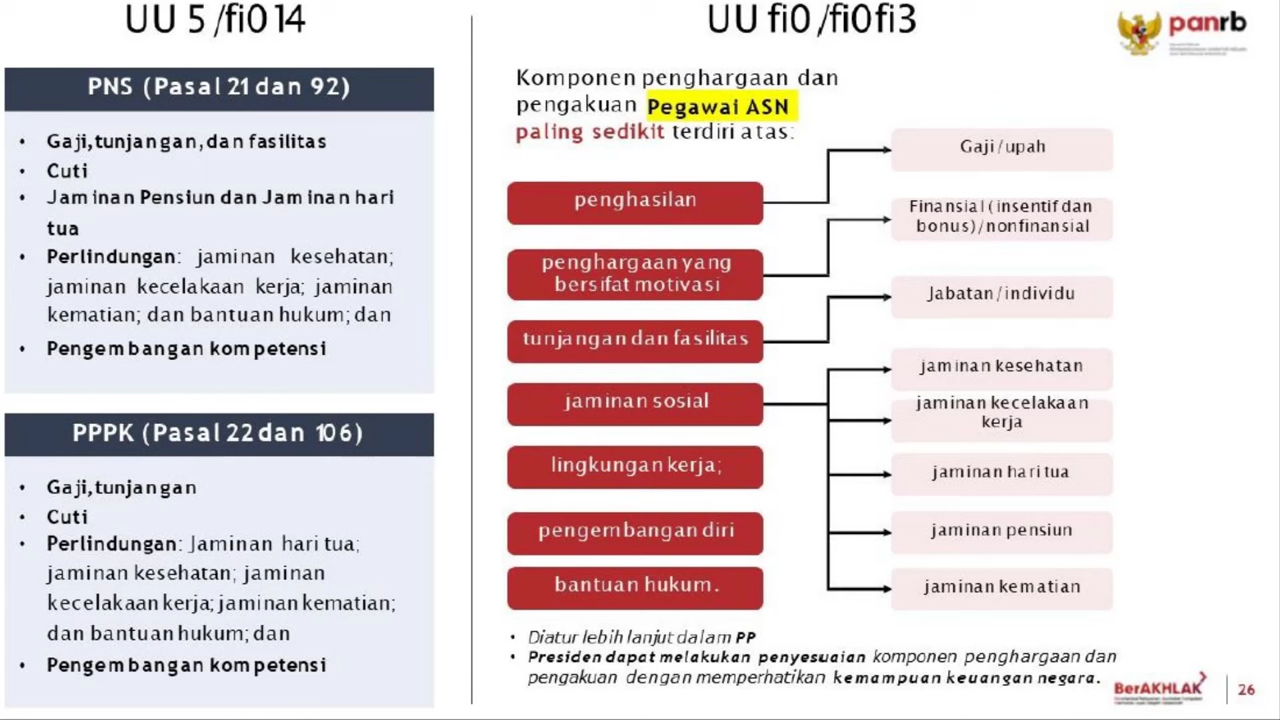 UU 5/fi014
PNS (Pasal 21 dan 92)
• Gaji,tunjangan,dan fasilitas
• Cuti
• Jaminan Pensiun dan Jaminan hari
tua
• Perlindungan: jaminan kesehatan;
jaminan kecelakaan kerja; jaminan
kematian; dan bantuan hukum; dan
• Pengembangan kompetensi
PPPK (Pasal 22 dan 106)
• Gaji,tunjangan
• Cuti
• Perlindungan: Jaminan hari tua;
jaminan kesehatan; jaminan
kecelakaan kerja; jaminan kematian;
dan bantuan hukum; dan
• Pengembangan kompetensi
UU fi0/fi0fi3
panrb
Komponen penghargaan dan
pengakuan Pegawai ASN
paling sedikit terdiri atas:
penghasilan
penghargaan yang
bersifat motivasi
tunjangan dan fasilitas
jaminan sosial
lingkungan kerja;
pengembangan diri
bantuan hukum.
Gaji/upah
Finansial (insentif dan
bonus)/nonfinansial
Jabatan/individu
jaminan kesehatan
jaminan kecelakaan
kerja
jaminan hari tua
jaminan pensiun
jaminan kematian
• Diatur lebih lanjut dalam PP
• Presiden dapat melakukan penyesuaian komponen penghargaan dan
pengakuan dengan memperhatikan kemampuan keuangan negara.
BerAKHLAK
26